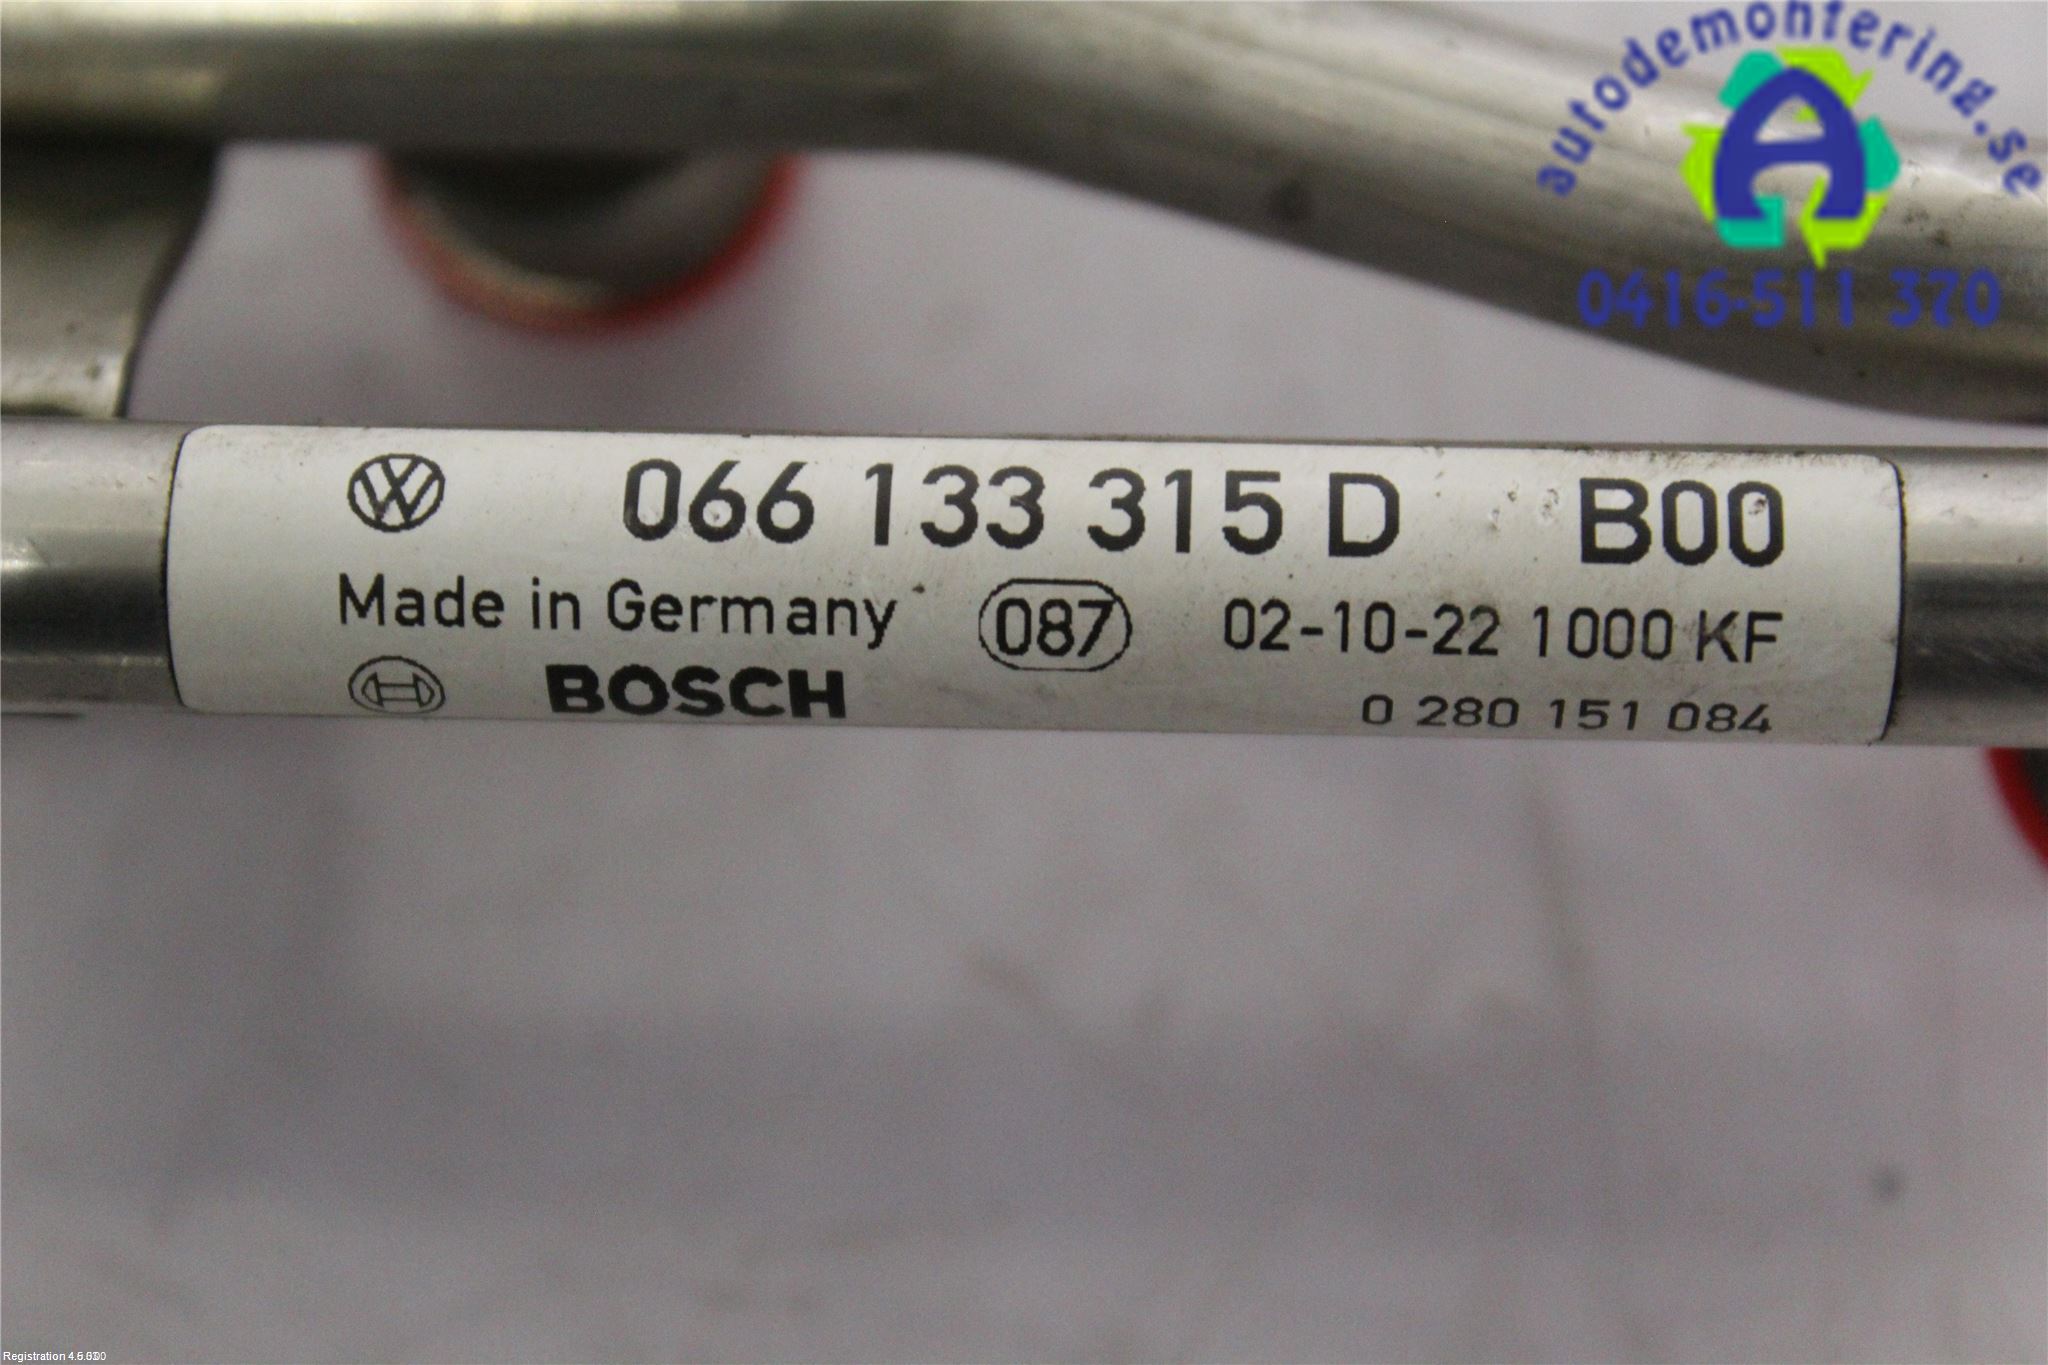 autodemontering.se
A
0416-511 370
VW 066 133 315 D B00
Made in Germany 087 02-10-22 1000 KF
BOSCH 0 280 151 084